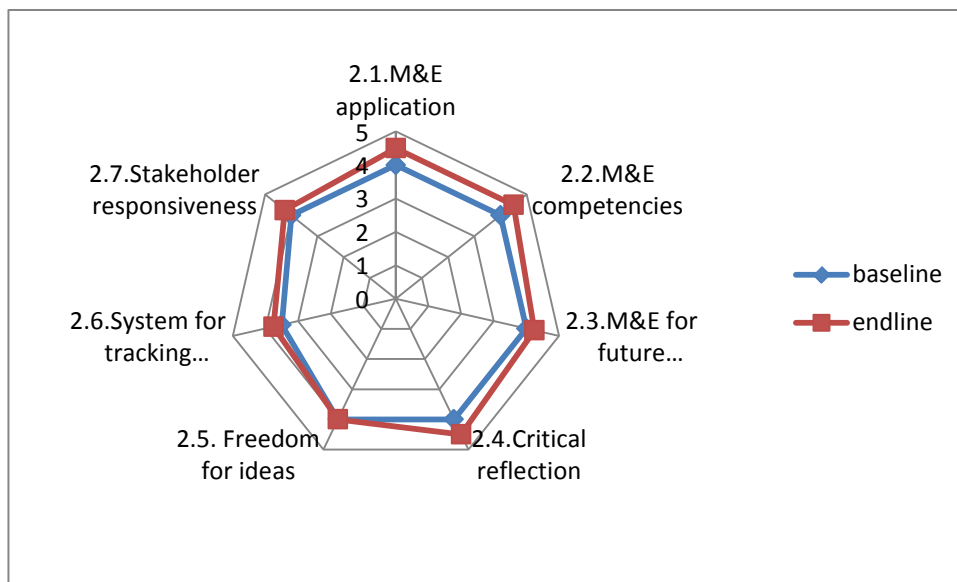 2.1.M&E
application
5
4
3
2
1
0
2.2.M&E
competencies
2.3.M&E for
future...
2.4.Critical
reflection
2.5. Freedom
for ideas
2.6.System for
tracking...
2.7.Stakeholder
responsiveness
baseline
endline